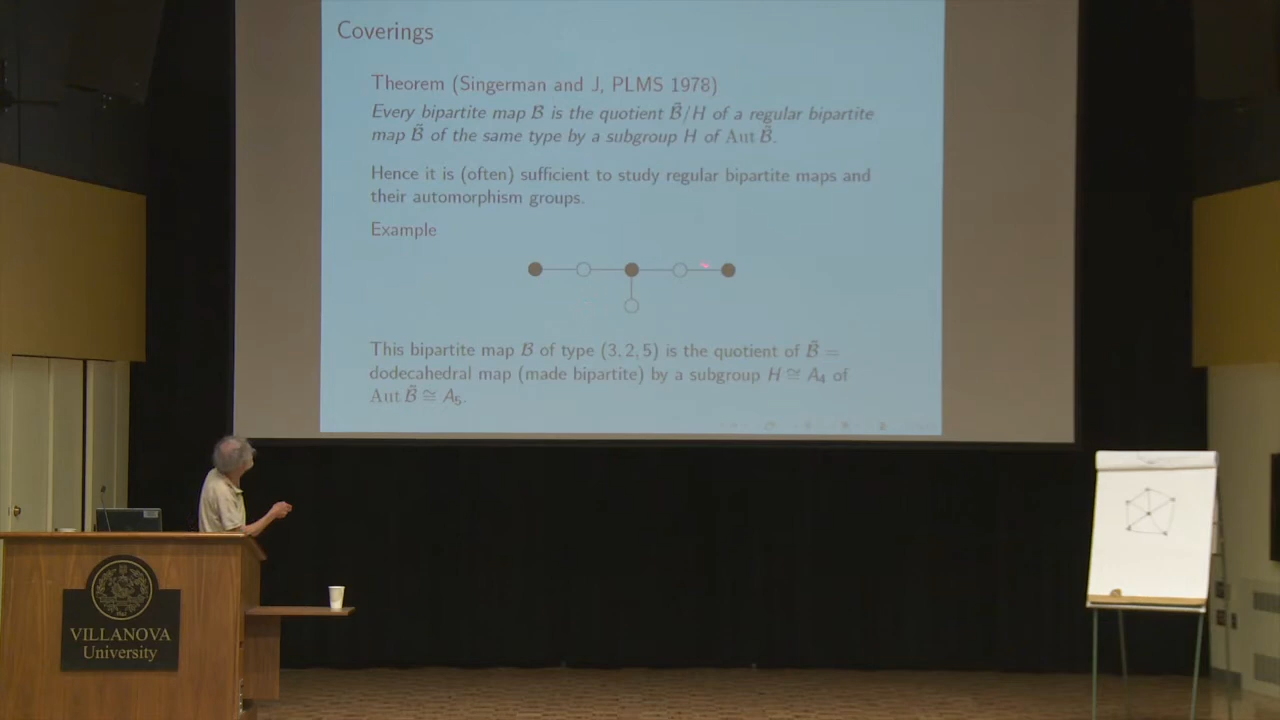 Coverings
Theorem (Singerman and J, PLMS 1978)
Every bipartite map 𝓑 is the quotient 𝓑̃/H of a regular bipartite
map 𝓑̃ of the same type by a subgroup H of Aut 𝓑̃.
Hence it is (often) sufficient to study regular bipartite maps and
their automorphism groups.
Example
This bipartite map 𝓑 of type (3, 2, 5) is the quotient of 𝓑̃ =
dodecahedral map (made bipartite) by a subgroup H ≅ A₄ of
Aut 𝓑̃ ≅ A₅.
VILLANOVA
University